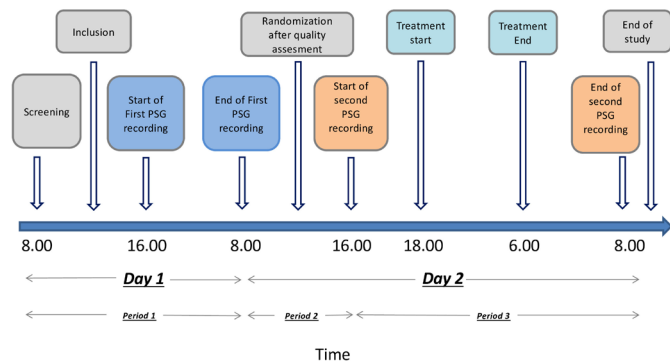 Inclusion
Randomization
after quality
assesment
Treatment
start
Treatment
End
End of
study
Screening
Start of
First PSG
recording
End of First
PSG
recording
Start of
second
PSG
recording
End of
second
PSG
recording
8.00 16.00 8.00 16.00 18.00 6.00 8.00
Day 1 Day 2
Period 1 Period 2 Period 3
Time